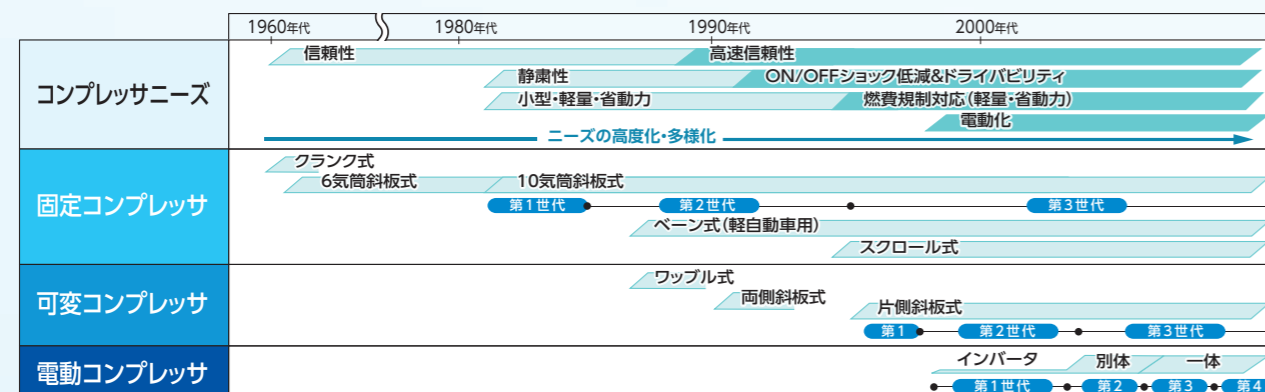 1960年代 1980年代 1990年代 2000年代
コンプレッサニーズ
信頼性 高速信頼性
静粛性 ON/OFFショック低減&ドライバビリティ
小型・軽量・省動力 燃費規制対応(軽量・省動力)
電動化
ニーズの高度化・多様化
固定コンプレッサ
クランク式
6気筒斜板式 10気筒斜板式
第1世代 第2世代 第3世代
ベーン式(軽自動車用)
スクロール式
可変コンプレッサ
ワッブル式
両側斜板式
片側斜板式
第1 第2世代 第3世代
電動コンプレッサ
インバータ 別体 一体
第1世代 第2 第3 第4